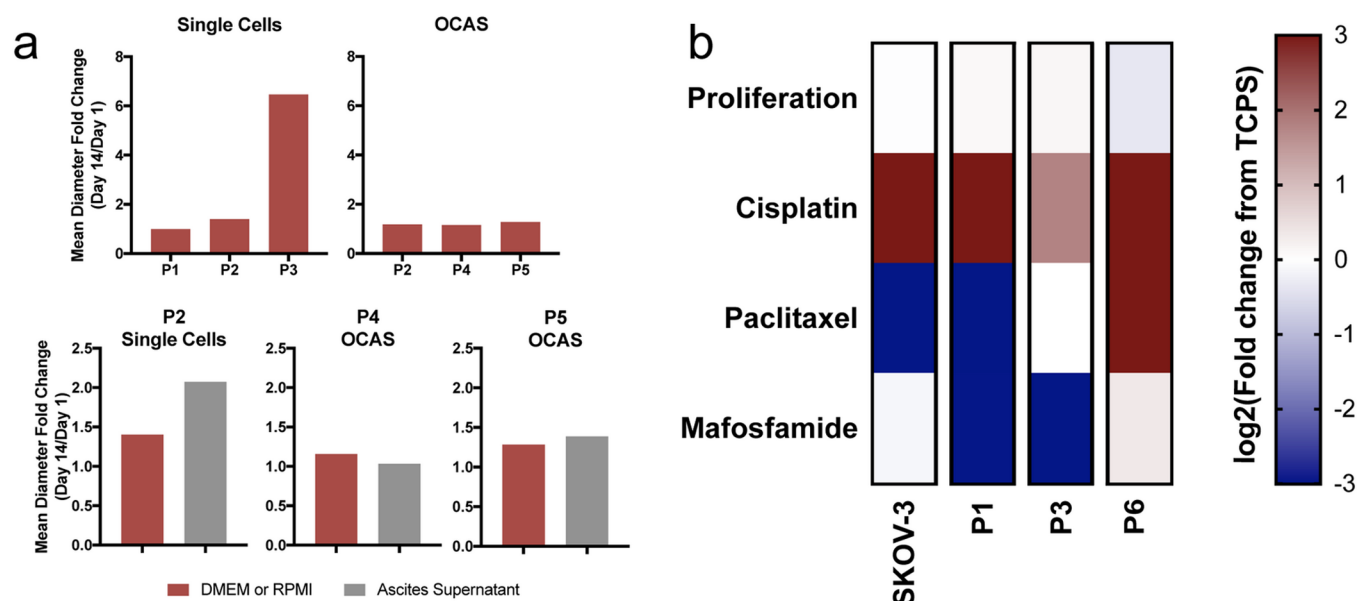 a
Single Cells
OCAS
Mean Diameter Fold Change
(Day 14/Day 1)
8
6
4
2
0
P1 P2 P3
8
6
4
2
0
P2 P4 P5
P2
Single Cells
P4
OCAS
P5
OCAS
Mean Diameter Fold Change
(Day 14/Day 1)
2.5
2.0
1.5
1.0
0.5
0.0
2.5
2.0
1.5
1.0
0.5
0.0
2.5
2.0
1.5
1.0
0.5
0.0
DMEM or RPMI
Ascites Supernatant
b
Proliferation
Cisplatin
Paclitaxel
Mafosfamide
SKOV-3
P1
P3
P6
log2(Fold change from TCPS)
3
2
1
0
-1
-2
-3